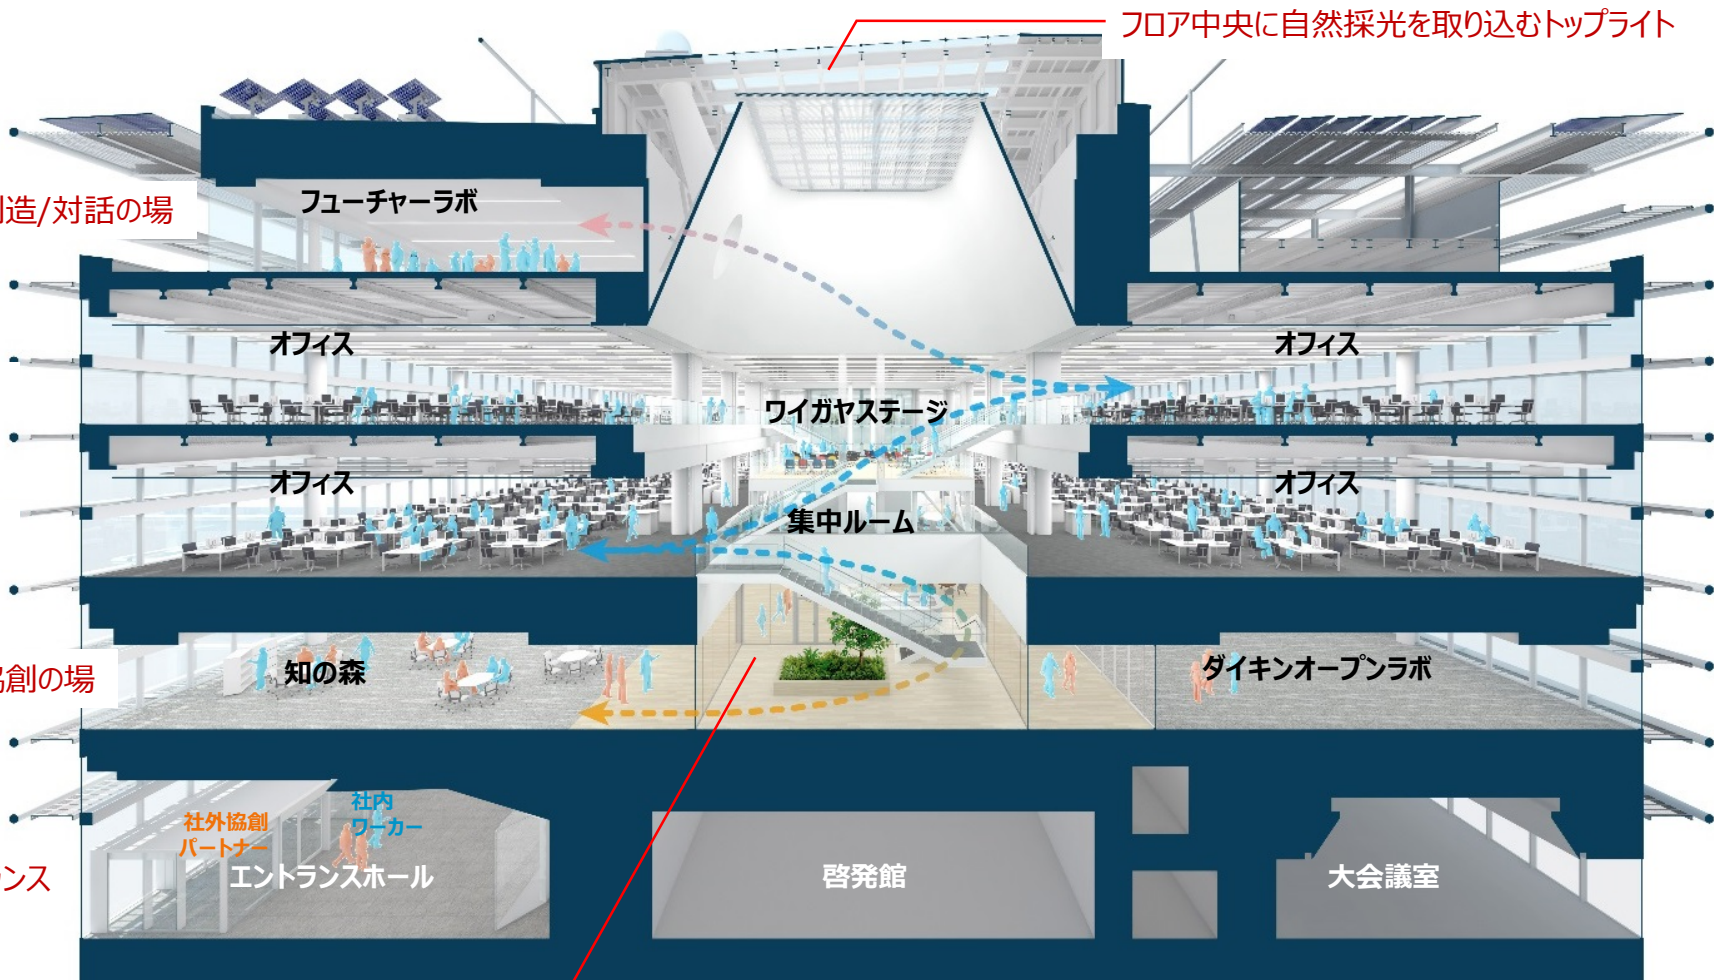 フロア中央に自然採光を取り込むトップライト
造/対話の場
フューチャーラボ
オフィス
オフィス
ワイガヤステージ
オフィス
オフィス
集中ルーム
創の場
知の森
ダイキンオープンラボ
社内
ワーカー
社外協創
パートナー
ンス
エントランスホール
啓発館
大会議室